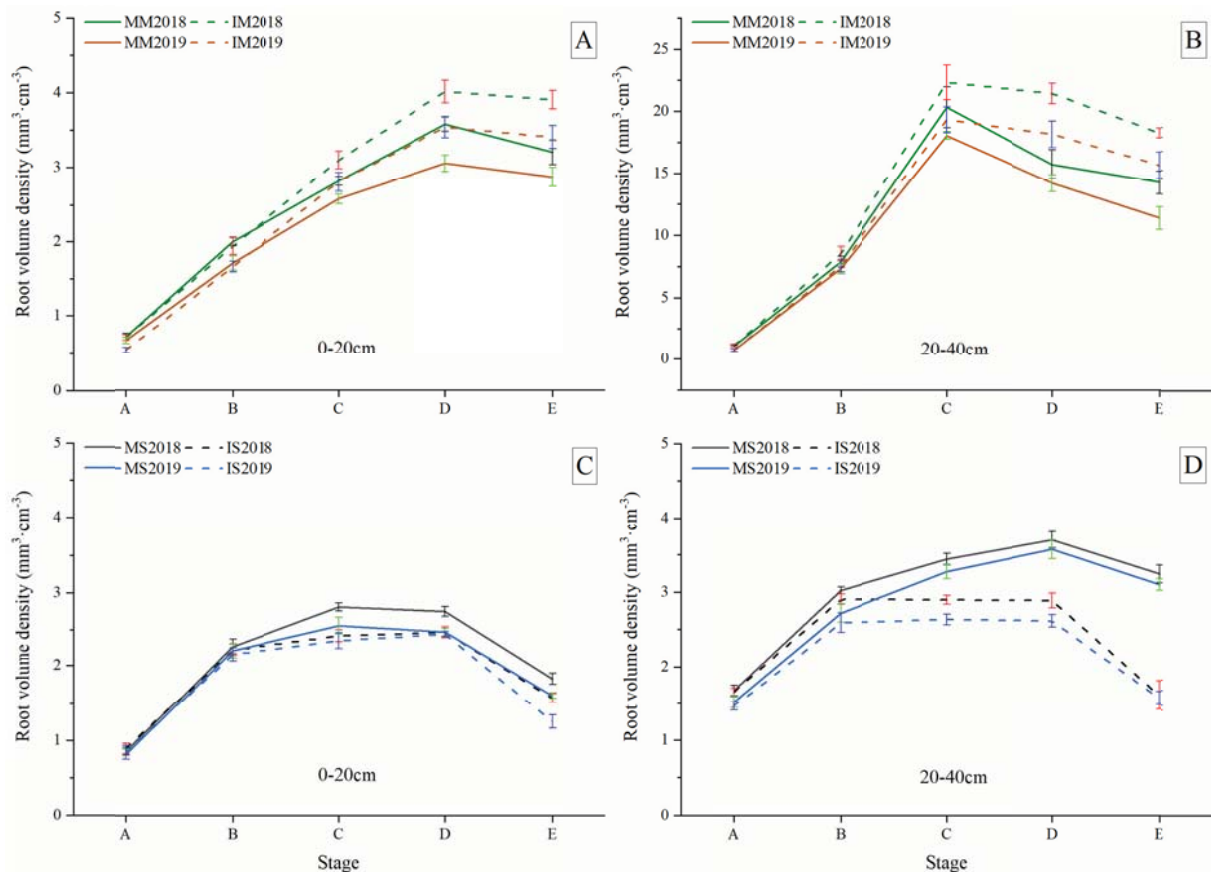 MM2018 IM2018
MM2019 IM2019
A
Root volume density (mm³·cm⁻³)
5
4
3
2
1
0
0-20cm
A B C D E
MM2018 IM2018
MM2019 IM2019
B
Root volume density (mm³·cm⁻³)
25
20
15
10
5
0
20-40cm
A B C D E
MS2018 IS2018
MS2019 IS2019
C
Root volume density (mm³·cm⁻³)
5
4
3
2
1
0
0-20cm
A B C D E
Stage
MS2018 IS2018
MS2019 IS2019
D
Root volume density (mm³·cm⁻³)
5
4
3
2
1
0
20-40cm
A B C D E
Stage